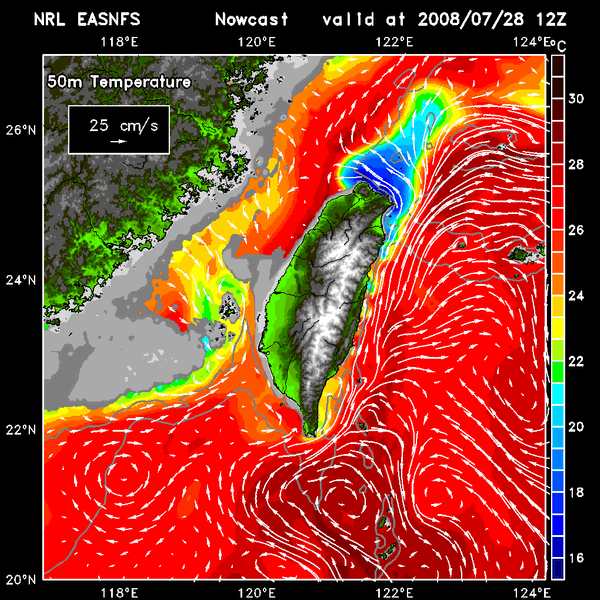 NRL EASNFS Nowcast valid at 2008/07/28 12Z
118°E 120°E 122°E 124°E °C
50m Temperature
25 cm/s
30
28
26
24
22
20
18
16
26°N
24°N
22°N
20°N
118°E 120°E 122°E 124°E